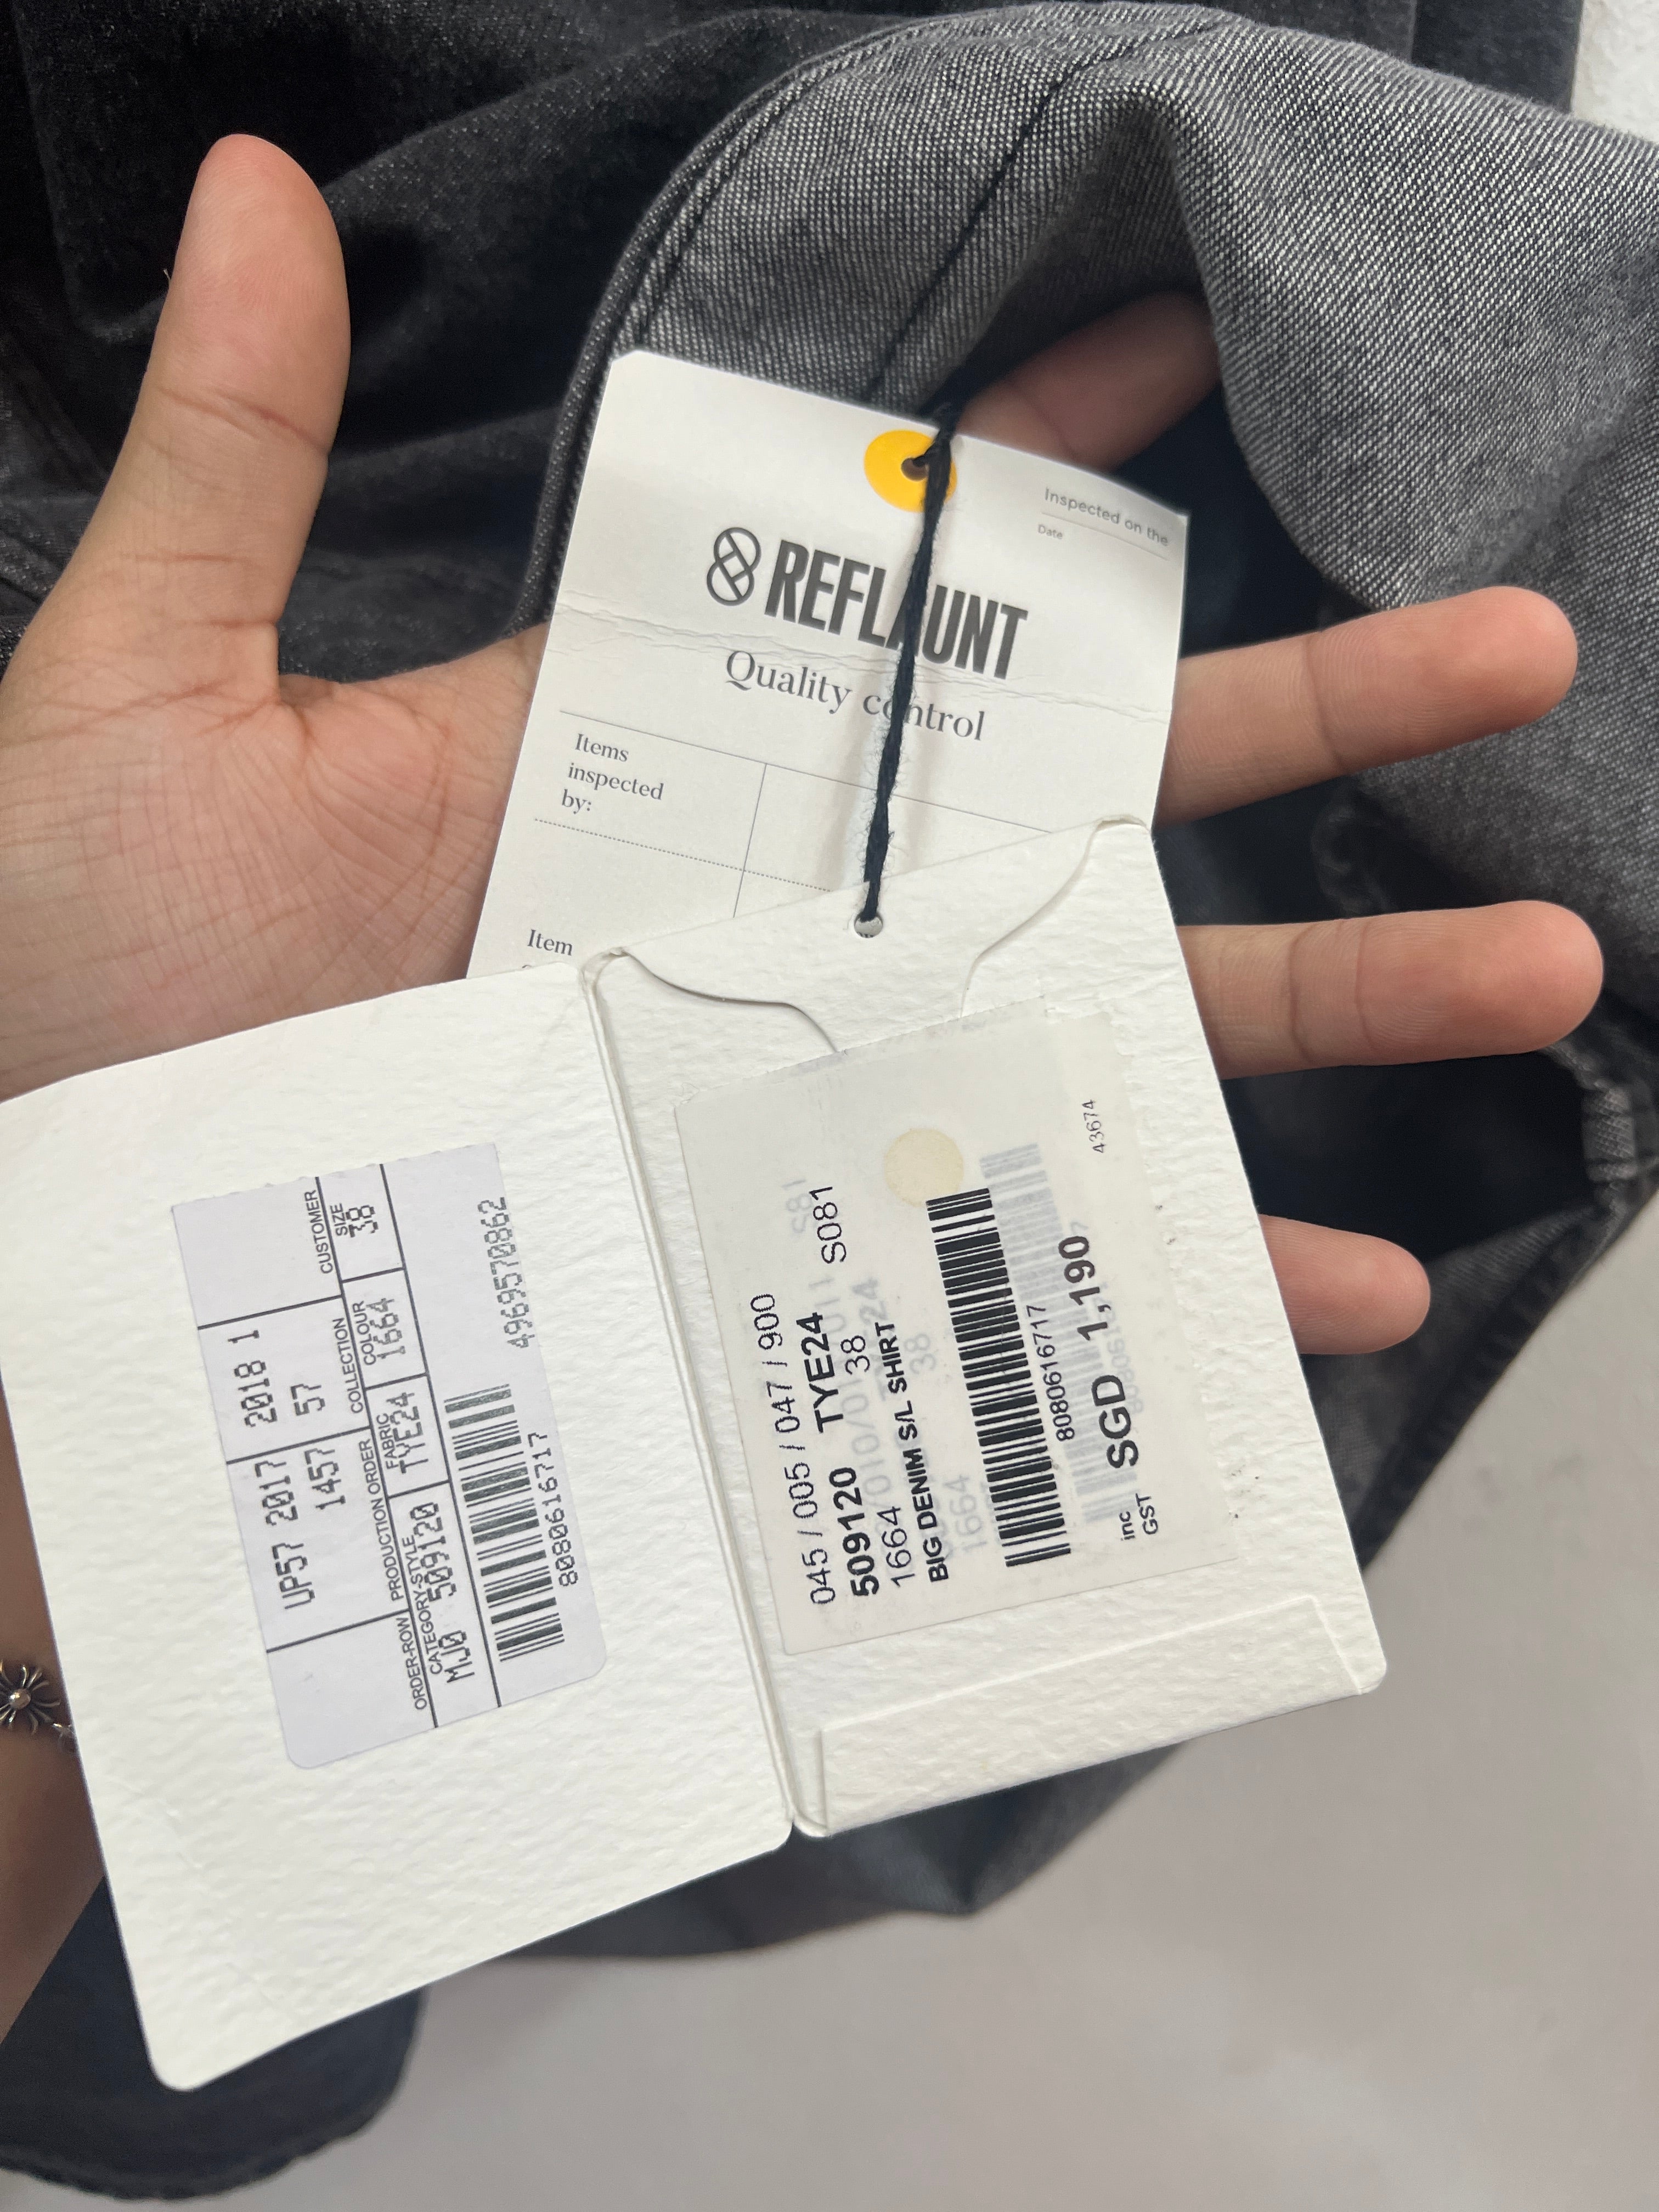 Inspected on the
Date
REFLAUNT
Quality control
Items
inspected
by:
Item
CUSTOMER
UP57 2017 2018 1
1457 57
ORDER-ROW PRODUCTION ORDER COLLECTION SIZE
CATEGORY-STYLE FABRIC COLOUR 38
MJ0 509120 TYE24 1664
8080616717 4969570862
045 / 005 / 047 / 900
509120 TYE24 S081
1664 38
BIG DENIM S/L SHIRT
8080616717
inc
GST
SGD 1,190
43674